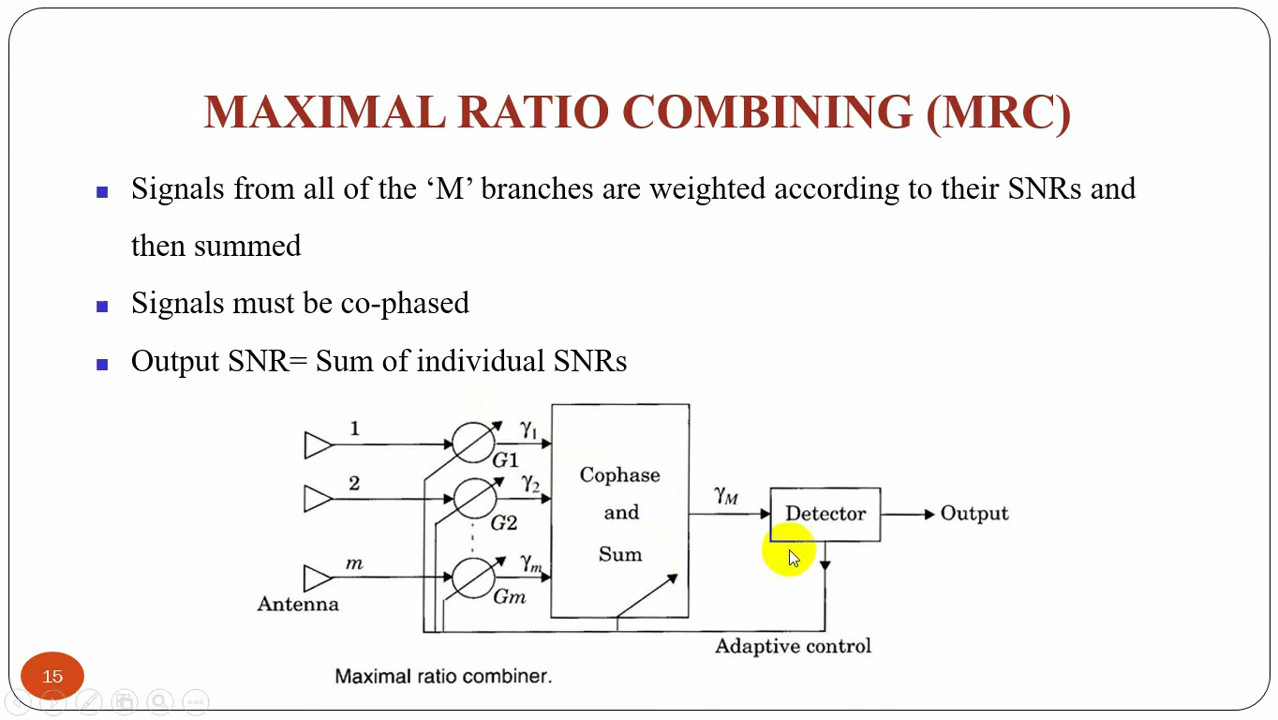 MAXIMAL RATIO COMBINING (MRC)
Signals from all of the ‘M’ branches are weighted according to their SNRs and
then summed
Signals must be co-phased
Output SNR= Sum of individual SNRs
1
γ1
G1
2
γ2
G2
m
γm
Gm
Antenna
Cophase
and
Sum
γM
Detector
Output
Adaptive control
Maximal ratio combiner.
15